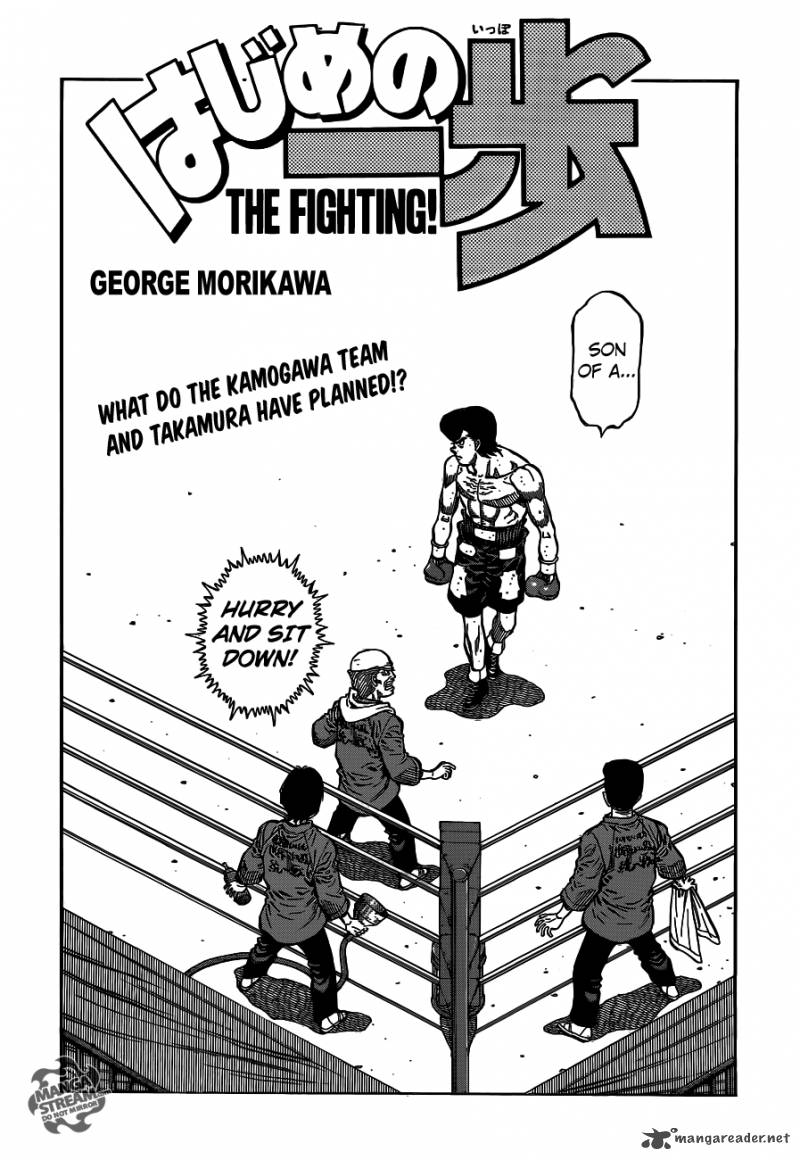 いっぽ
はじめの一歩
THE FIGHTING!
GEORGE MORIKAWA
SON
OF A...
WHAT DO THE KAMOGAWA TEAM
AND TAKAMURA HAVE PLANNED!?
HURRY
AND SIT
DOWN!
MANGA
STREAM.com
DO NOT MIRROR
mangareader.net